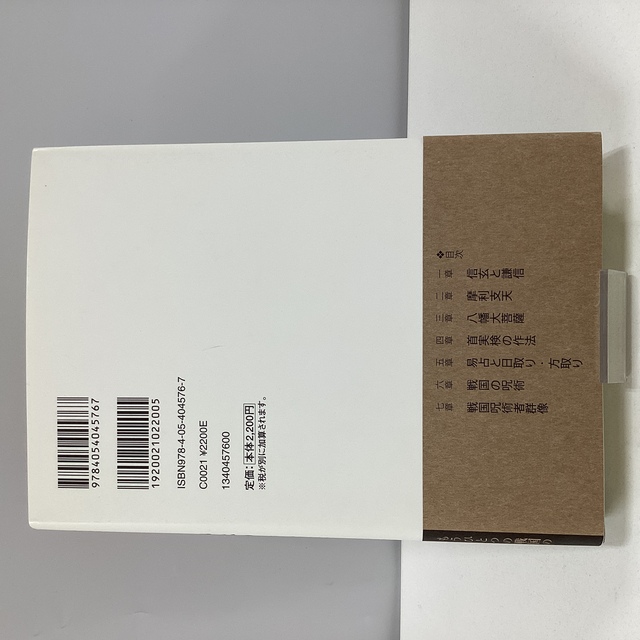 9784054045767
1920021022005
ISBN978-4-05-404576-7
C0021 ¥2200E
1340457600
定価：本体2,200円
※税が別に加算されます。
❖目次
一章 信玄と謙信
二章 摩利支天
三章 八幡大菩薩
四章 首実検の作法
五章 易占と日取り・方取り
六章 戦国の呪術
七章 戦国呪術者群像